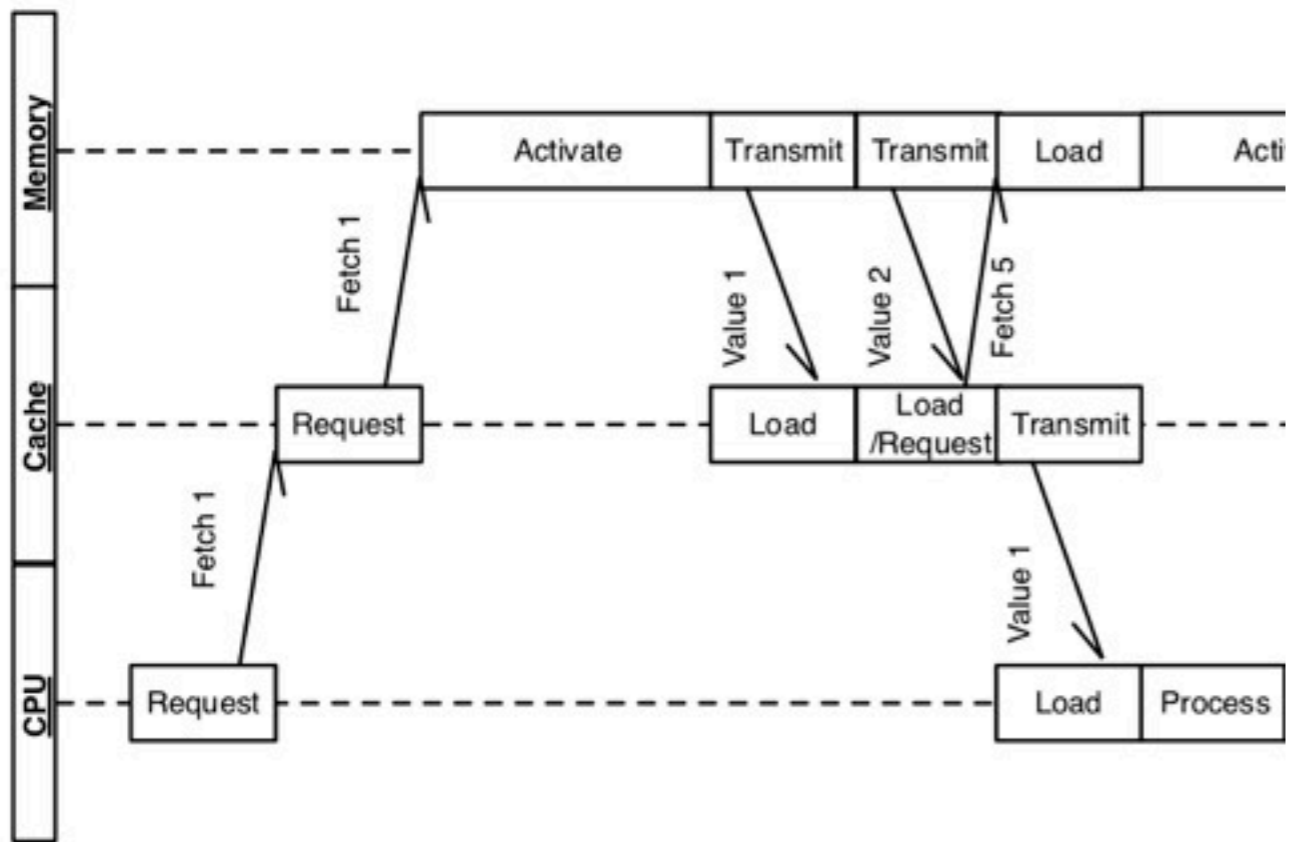 Memory
Activate
Transmit
Transmit
Load
Acti
Fetch 1
Value 1
Value 2
Fetch 5
Cache
Request
Load
Load
/Request
Transmit
Fetch 1
Value 1
CPU
Request
Load
Process